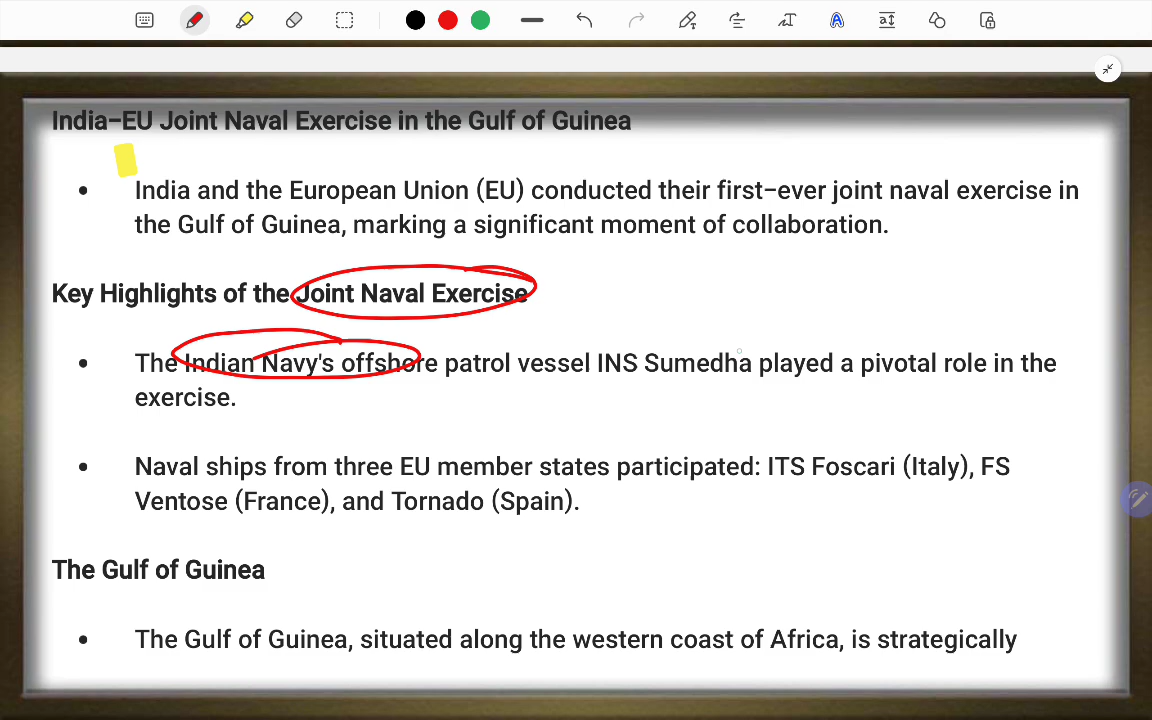 India–EU Joint Naval Exercise in the Gulf of Guinea
• India and the European Union (EU) conducted their first–ever joint naval exercise in
the Gulf of Guinea, marking a significant moment of collaboration.
Key Highlights of the Joint Naval Exercise
• The Indian Navy's offshore patrol vessel INS Sumedha played a pivotal role in the
exercise.
• Naval ships from three EU member states participated: ITS Foscari (Italy), FS
Ventose (France), and Tornado (Spain).
The Gulf of Guinea
• The Gulf of Guinea, situated along the western coast of Africa, is strategically